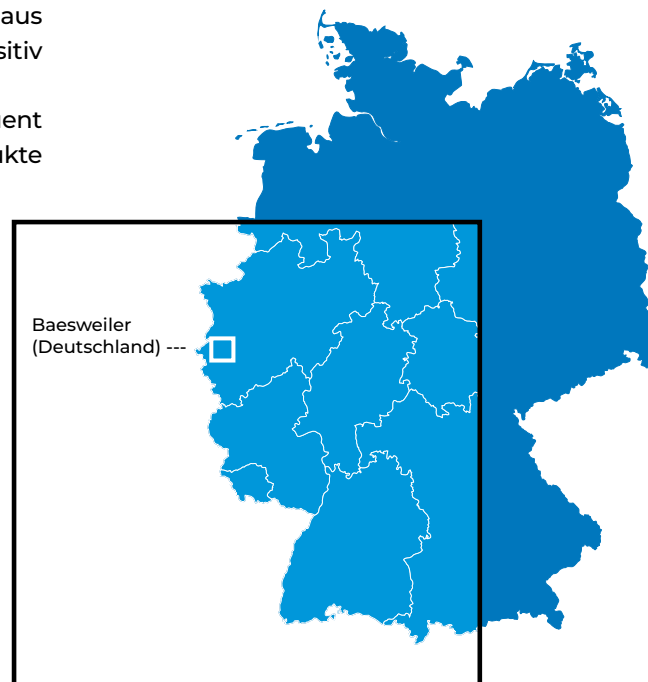 aus
sitiv
ent
ukte
Baesweiler
(Deutschland) ---